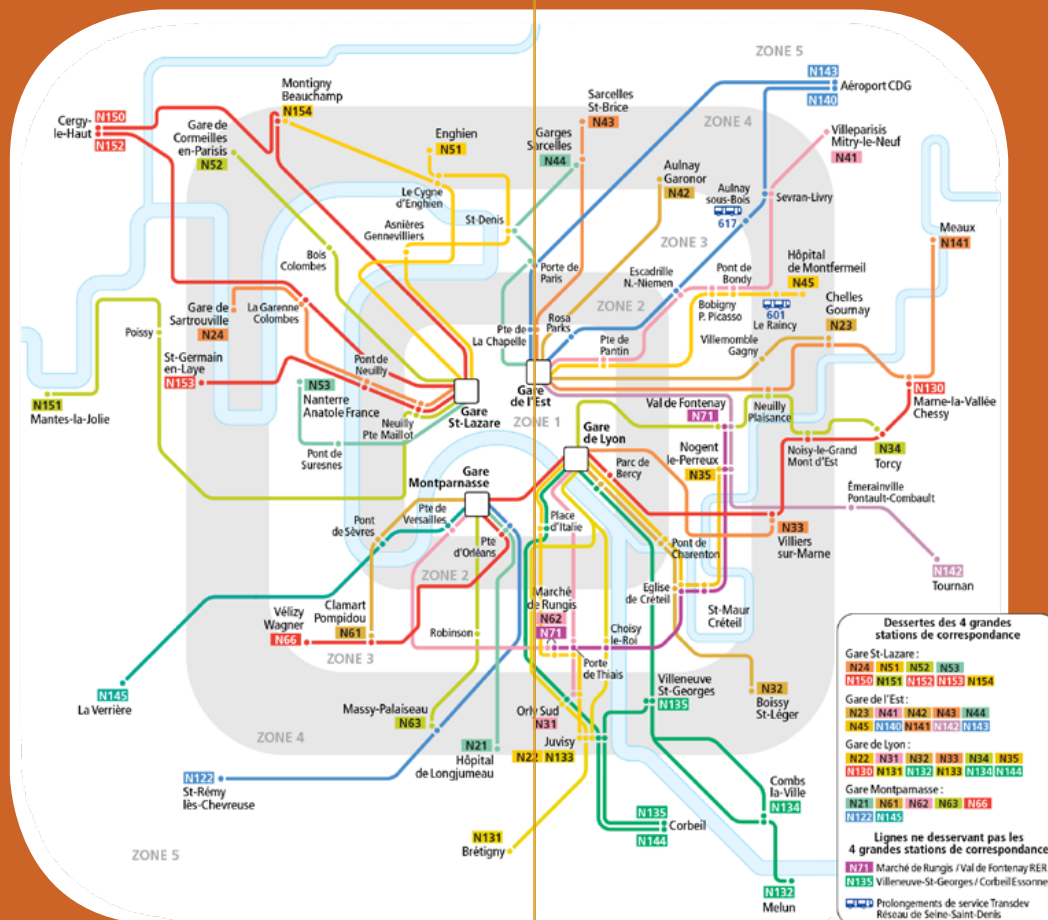 ZONE 5
N143
Aéroport CDG
N140
Montigny
Beauchamp
N154
Cergy-
le-Haut
N150
N152
Gare de
Cormeilles
en-Parisis
N52
Enghien
N51
Sarcelles
St-Brice
N43
Garges
Sarcelles
N44
ZONE 4
Villeparisis
Mitry-le-Neuf
N41
Le Cygne
d'Enghien
Aulnay
Garonor
N42
Aulnay
sous-Bois
617
Sevran-Livry
St-Denis
Asnières
Gennevilliers
ZONE 3
Meaux
N141
Bois
Colombes
Porte de
Paris
Escadrille
N.-Niemen
Pont de
Bondy
Hôpital
de Montfermeil
N45
ZONE 2
Bobigny
P. Picasso
601
Le Raincy
Chelles
Gournay
N23
Gare de
Sartrouville
N24
La Garenne
Colombes
Poissy
Pte de
La Chapelle
Rosa
Parks
Pte de
Pantin
Villemomble
Gagny
St-Germain
en-Laye
N153
Pont de
Neuilly
N151
Mantes-la-Jolie
N53
Nanterre
Anatole France
Neuilly
Pte Maillot
Gare
St-Lazare
Gare
de l'Est
ZONE 1
Val de Fontenay
N71
Neuilly
Plaisance
N130
Marne-la-Vallée
Chessy
Pont de
Suresnes
Gare
de Lyon
Noisy-le-Grand
Mont d'Est
N34
Torcy
Gare
Montparnasse
Parc de
Bercy
Nogent
le-Perreux
N35
Émerainville
Pontault-Combault
Pont
de Sèvres
Pte de
Versailles
Place
d'Italie
N33
Villiers
sur-Marne
Pte
d'Orléans
Pont de
Charenton
ZONE 2
N142
Tournan
Eglise
de Créteil
St-Maur
Créteil
Vélizy
Wagner
N66
Clamart
Pompidou
N61
Robinson
Marché
de Rungis
N62
N71
Choisy
le-Roi
ZONE 3
Porte
de Thiais
N145
La Verrière
Massy-Palaiseau
N63
Orly Sud
N31
Villeneuve
St-Georges
N135
N32
Boissy
St-Léger
ZONE 4
N21
Hôpital
de Longjumeau
Juvisy
N22 N133
N122
St-Rémy
lès-Chevreuse
Combs
la-Ville
N134
N135
Corbeil
N144
N131
Brétigny
ZONE 5
N132
Melun
Dessertes des 4 grandes
stations de correspondance
Gare St-Lazare :
N24 N51 N52 N53
N150 N151 N152 N153 N154
Gare de l'Est :
N23 N41 N42 N43 N44
N45 N140 N141 N142 N143
Gare de Lyon :
N22 N31 N32 N33 N34 N35
N130 N131 N132 N133 N134 N144
Gare Montparnasse :
N21 N61 N62 N63 N66
N122 N145
Lignes ne desservant pas les
4 grandes stations de correspondance
N71 Marché de Rungis / Val de Fontenay RER
N135 Villeneuve-St-Georges / Corbeil Essonne
Prolongements de service Transdev
Réseau de Seine-Saint-Denis